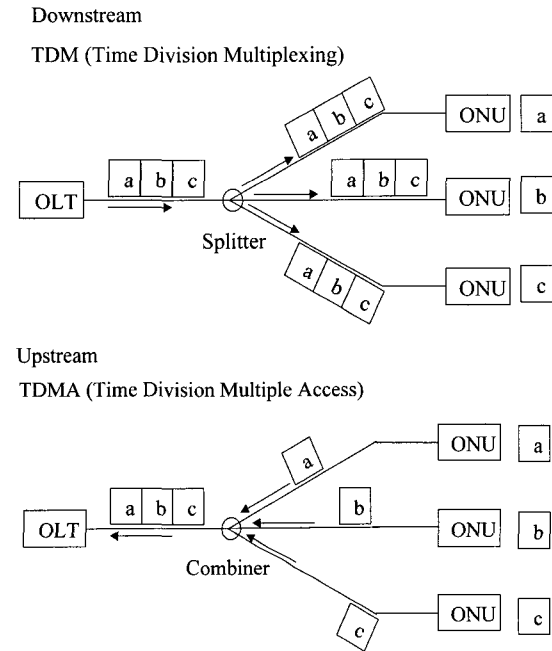 Downstream
TDM (Time Division Multiplexing)
a b c
ONU a
OLT
a b c
a b c
ONU b
Splitter
a b c
ONU c
Upstream
TDMA (Time Division Multiple Access)
a
ONU a
OLT
a b c
b
ONU b
Combiner
c
ONU c